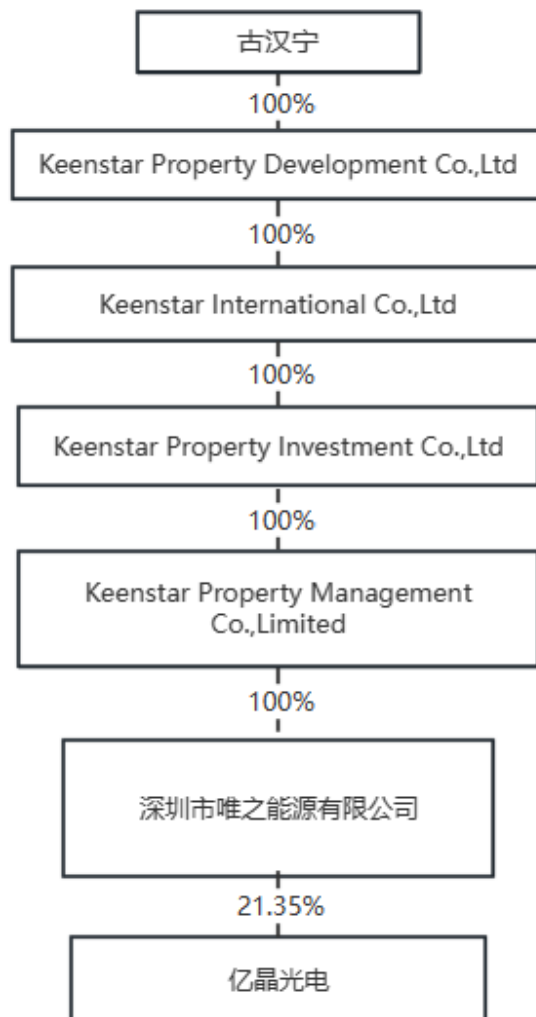 古汉宁
100%
Keenstar Property Development Co.,Ltd
100%
Keenstar International Co.,Ltd
100%
Keenstar Property Investment Co.,Ltd
100%
Keenstar Property Management
Co.,Limited
100%
深圳市唯之能源有限公司
21.35%
亿晶光电